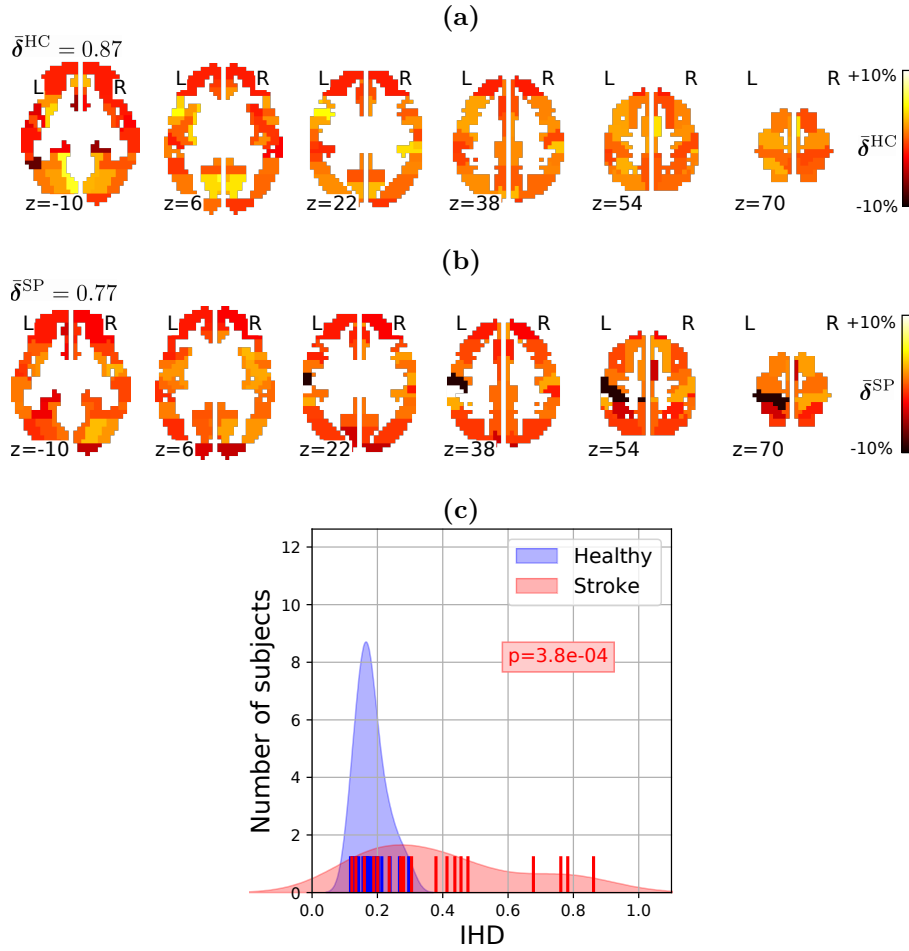 (a)
δ̄ᴴᶜ = 0.87
L R L R L R L R L R L R
+10%
δ̄ᴴᶜ
-10%
z=-10 z=6 z=22 z=38 z=54 z=70
(b)
δ̄ˢᴾ = 0.77
L R L R L R L R L R L R
+10%
δ̄ˢᴾ
-10%
z=-10 z=6 z=22 z=38 z=54 z=70
(c)
12
10
8
6
4
2
0
Number of subjects
Healthy
Stroke
p=3.8e-04
0.0 0.2 0.4 0.6 0.8 1.0
IHD